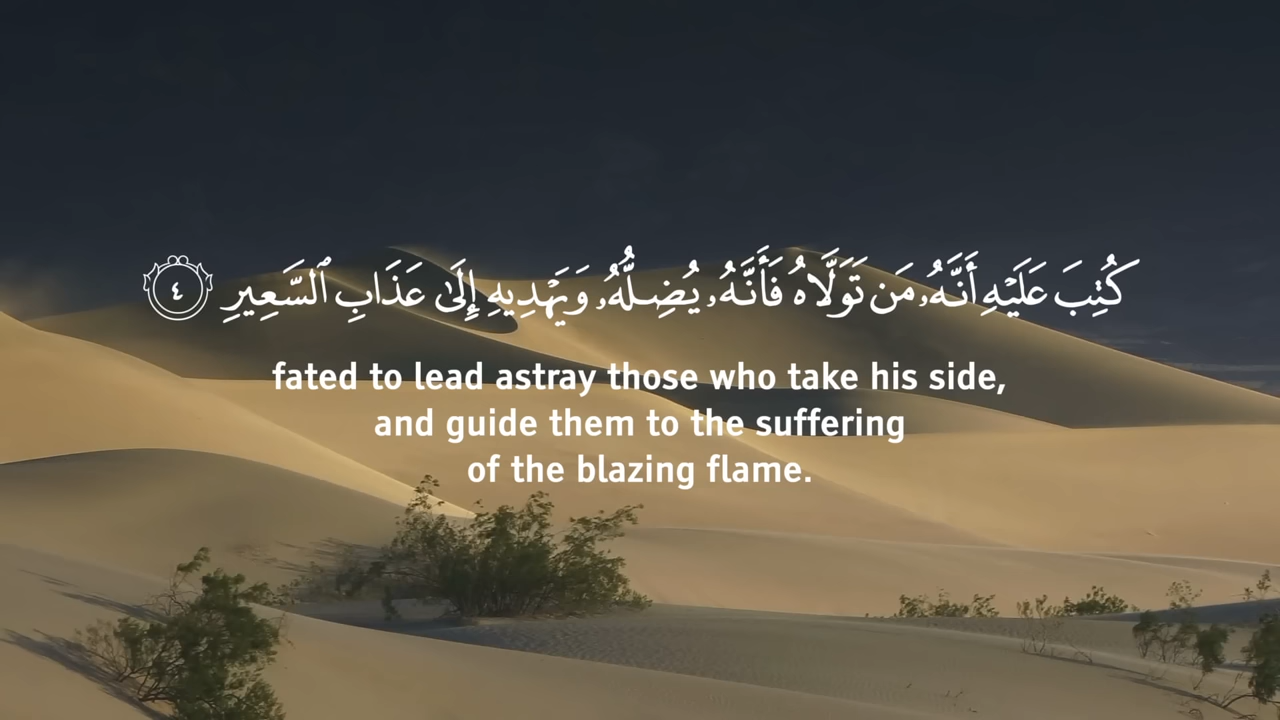 كُتِبَ عَلَيْهِ أَنَّهُۥ مَن تَوَلَّاهُ فَأَنَّهُۥ يُضِلُّهُۥ وَيَهْدِيهِ إِلَىٰ عَذَابِ ٱلسَّعِيرِ ٤
fated to lead astray those who take his side,
and guide them to the suffering
of the blazing flame.